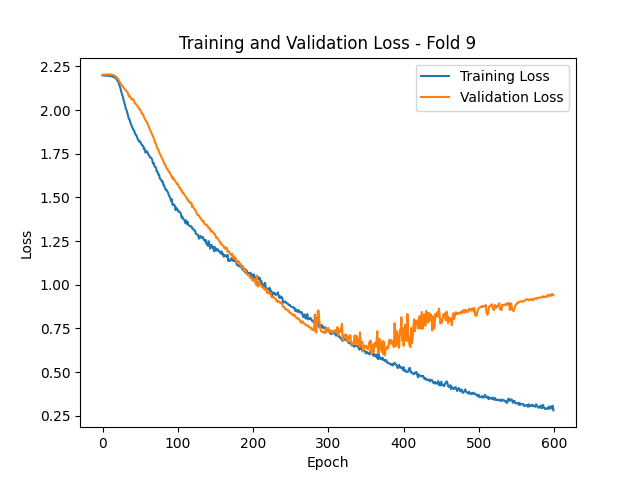 Training and Validation Loss - Fold 9
Training Loss
Validation Loss
2.25
2.00
1.75
1.50
1.25
1.00
0.75
0.50
0.25
Loss
0 100 200 300 400 500 600
Epoch